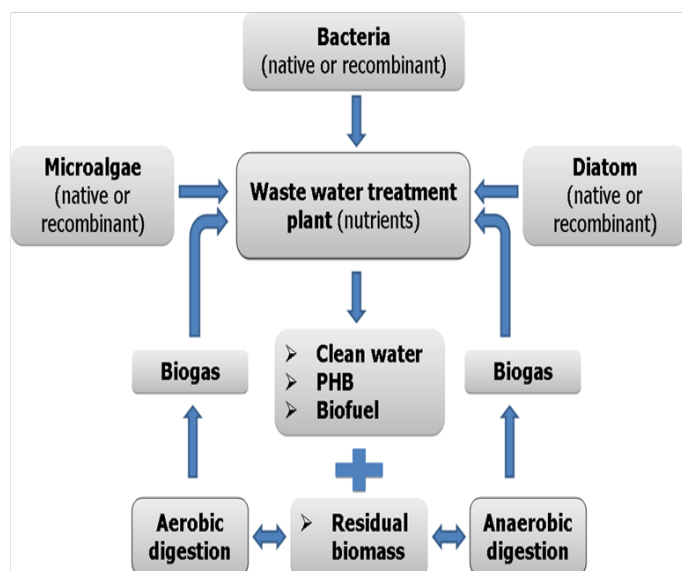 Bacteria
(native or recombinant)
Microalgae
(native or
recombinant)
Waste water treatment
plant (nutrients)
Diatom
(native or
recombinant)
➢ Clean water
➢ PHB
➢ Biofuel
Biogas
Biogas
Aerobic
digestion
➢ Residual
biomass
Anaerobic
digestion